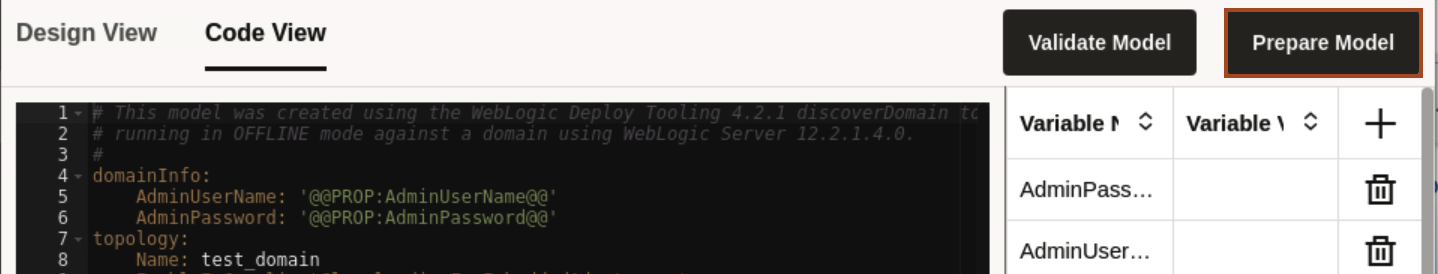 Design View Code View Validate Model Prepare Model
1 # This model was created using the WebLogic Deploy Tooling 4.2.1 discoverDomain to
2 # running in OFFLINE mode against a domain using WebLogic Server 12.2.1.4.0.
3 #
4 domainInfo:
5 AdminUserName: '@@PROP:AdminUserName@@'
6 AdminPassword: '@@PROP:AdminPassword@@'
7 topology:
8 Name: test_domain
Variable Variable
AdminPass...
AdminUser...